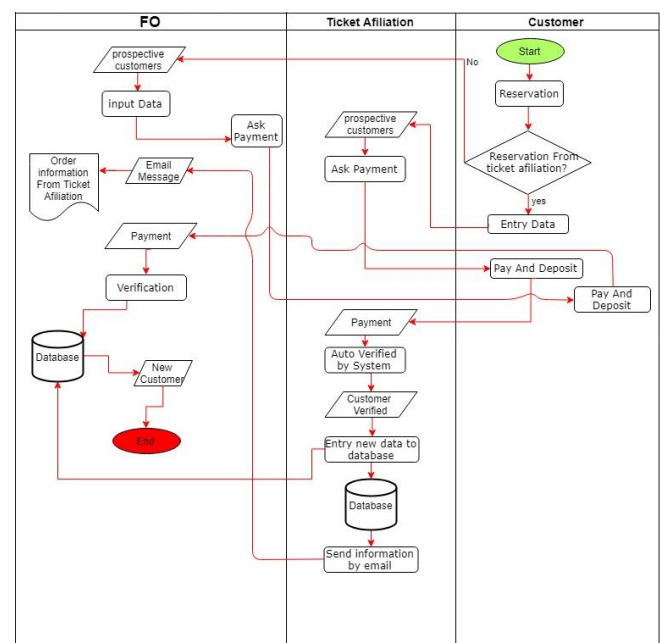 FO
Ticket Afiliation
Customer
prospective
customers
input Data
Ask
Payment
Order
information
From Ticket
Afiliation
Email
Message
Payment
Verification
Database
New
Customer
End
prospective
customers
Ask Payment
Payment
Auto Verified
by System
Customer
Verified
Entry new data to
database
Database
Send information
by email
Start
Reservation
No
Reservation From
ticket afiliation?
yes
Entry Data
Pay And Deposit
Pay And
Deposit